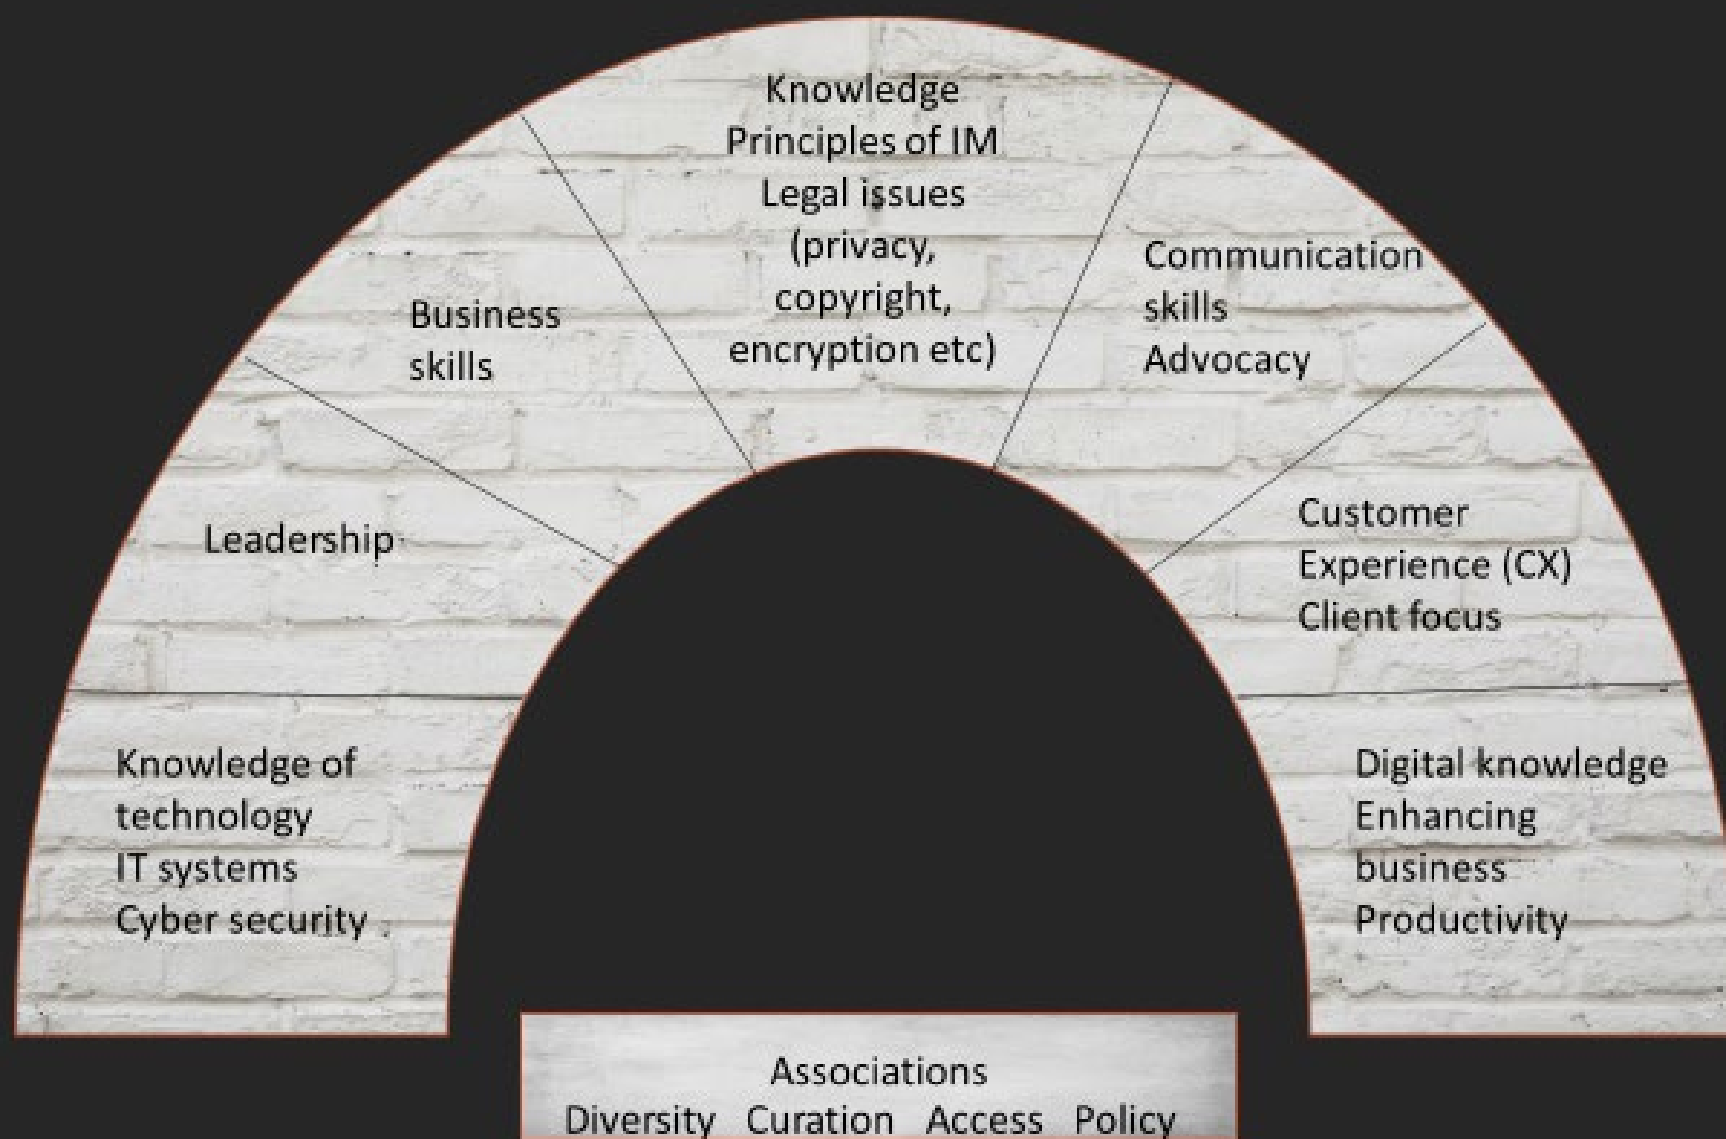 Knowledge
Principles of IM
Legal issues
(privacy,
copyright,
encryption etc)
Business
skills
Communication
skills
Advocacy
Leadership
Customer
Experience (CX)
Client focus
Knowledge of
technology
IT systems
Cyber security
Digital knowledge
Enhancing
business
Productivity
Associations
Diversity Curation Access Policy